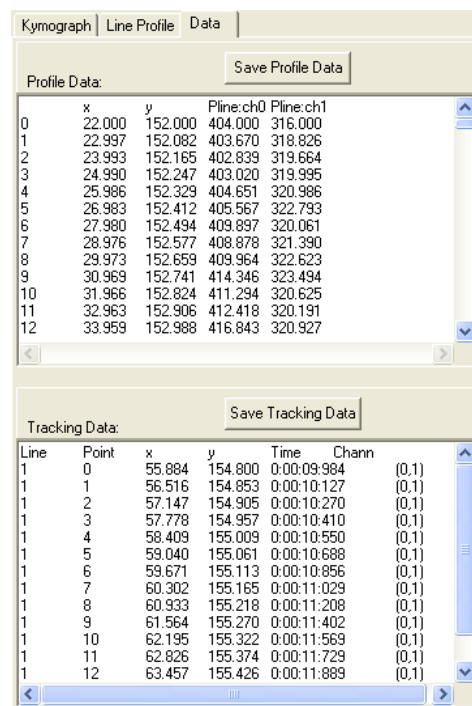 Kymograph Line Profile Data
Save Profile Data
Profile Data:
x y Pline:ch0 Pline:ch1
0 22.000 152.000 404.000 316.000
1 22.997 152.082 403.670 318.826
2 23.993 152.165 402.839 319.664
3 24.990 152.247 403.020 319.995
4 25.986 152.329 404.651 320.986
5 26.983 152.412 405.567 322.793
6 27.980 152.494 409.897 320.061
7 28.976 152.577 408.878 321.390
8 29.973 152.659 409.964 322.623
9 30.969 152.741 414.346 323.494
10 31.966 152.824 411.294 320.625
11 32.963 152.906 412.418 320.191
12 33.959 152.988 416.843 320.927
Save Tracking Data
Tracking Data:
Line Point x y Time Chann
1 0 55.884 154.800 0:00:09:984 (0,1)
1 1 56.516 154.853 0:00:10:127 (0,1)
1 2 57.147 154.905 0:00:10:270 (0,1)
1 3 57.778 154.957 0:00:10:410 (0,1)
1 4 58.409 155.009 0:00:10:550 (0,1)
1 5 59.040 155.061 0:00:10:688 (0,1)
1 6 59.671 155.113 0:00:10:856 (0,1)
1 7 60.302 155.165 0:00:11:029 (0,1)
1 8 60.933 155.218 0:00:11:208 (0,1)
1 9 61.564 155.270 0:00:11:402 (0,1)
1 10 62.195 155.322 0:00:11:569 (0,1)
1 11 62.826 155.374 0:00:11:729 (0,1)
1 12 63.457 155.426 0:00:11:889 (0,1)